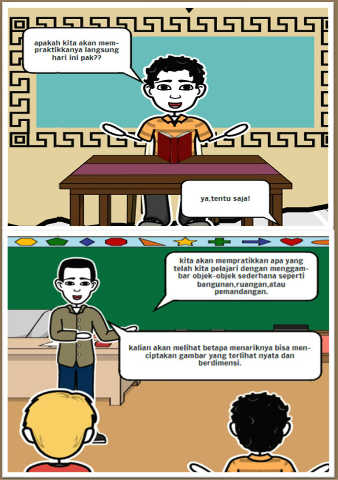 apakah kita akan mem-
praktikkanya langsung
hari ini pak??
ya,tentu saja!
kita akan mempratikkan apa yang
telah kita pelajari dengan menggam-
bar objek-objek sederhana seperti
bangunan,ruangan,atau
pemandangan.
kalian akan melihat betapa menariknya bisa men-
ciptakan gambar yang terlihat nyata dan
berdimensi.